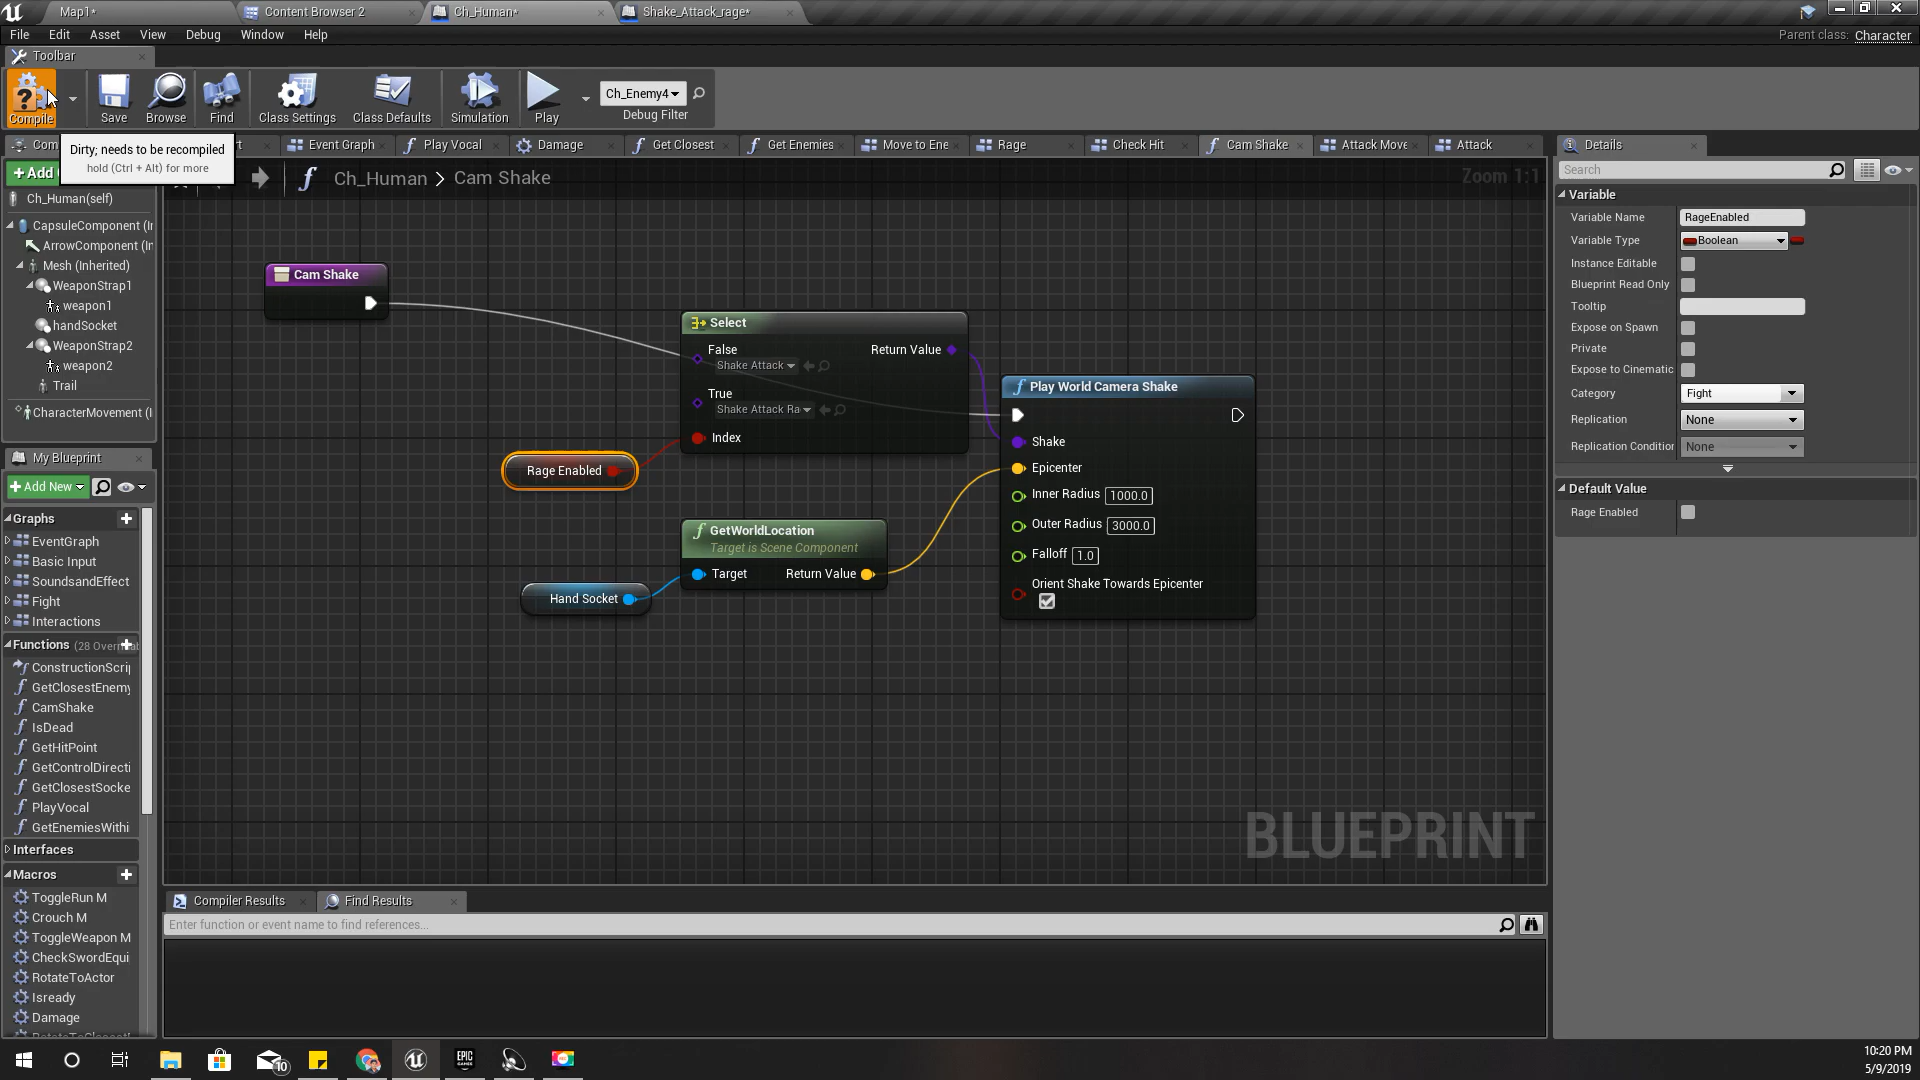 Map1*
Content Browser 2
Ch_Human*
Shake_Attack_rage*
File Edit Asset View Debug Window Help
Parent class: Character
Toolbar
Compile
Save
Browse
Find
Class Settings
Class Defaults
Simulation
Play
Ch_Enemy4
Debug Filter
Dirty; needs to be recompiled
hold (Ctrl + Alt) for more
Event Graph
Play Vocal
Damage
Get Closest
Get Enemies
Move to Ene
Rage
Check Hit
Cam Shake
Attack Move
Attack
Details
+Add
Ch_Human(self)
CapsuleComponent (I
ArrowComponent (In
Mesh (Inherited)
WeaponStrap1
weapon1
handSocket
WeaponStrap2
weapon2
Trail
CharacterMovement (I
Ch_Human > Cam Shake
Zoom 1:1
Cam Shake
Select
False
Shake Attack
Return Value
True
Shake Attack Ra
Index
Rage Enabled
GetWorldLocation
Target is Scene Component
Target
Return Value
Hand Socket
Play World Camera Shake
Shake
Epicenter
Inner Radius 1000.0
Outer Radius 3000.0
Falloff 1.0
Orient Shake Towards Epicenter
BLUEPRINT
My Blueprint
+Add New
Graphs
EventGraph
Basic Input
SoundsandEffect
Fight
Interactions
Functions (28 Over
ConstructionScrip
GetClosestEnemy
CamShake
IsDead
GetHitPoint
GetControlDirecti
GetClosestSocke
PlayVocal
GetEnemiesWithi
Interfaces
Macros
ToggleRun M
Crouch M
ToggleWeapon M
CheckSwordEqui
RotateToActor
Isready
Damage
Compiler Results
Find Results
Enter function or event name to find references...
Search
Variable
Variable Name RageEnabled
Variable Type Boolean
Instance Editable
Blueprint Read Only
Tooltip
Expose on Spawn
Private
Expose to Cinematic
Category Fight
Replication None
Replication Condition None
Default Value
Rage Enabled
10
EPIC
GAMES
10:20 PM
5/9/2019